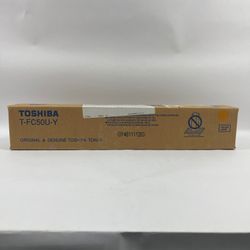 TOSHIBA
T-FC50U-Y
ORIGINAL & GENUINE TOSHIBA TONER